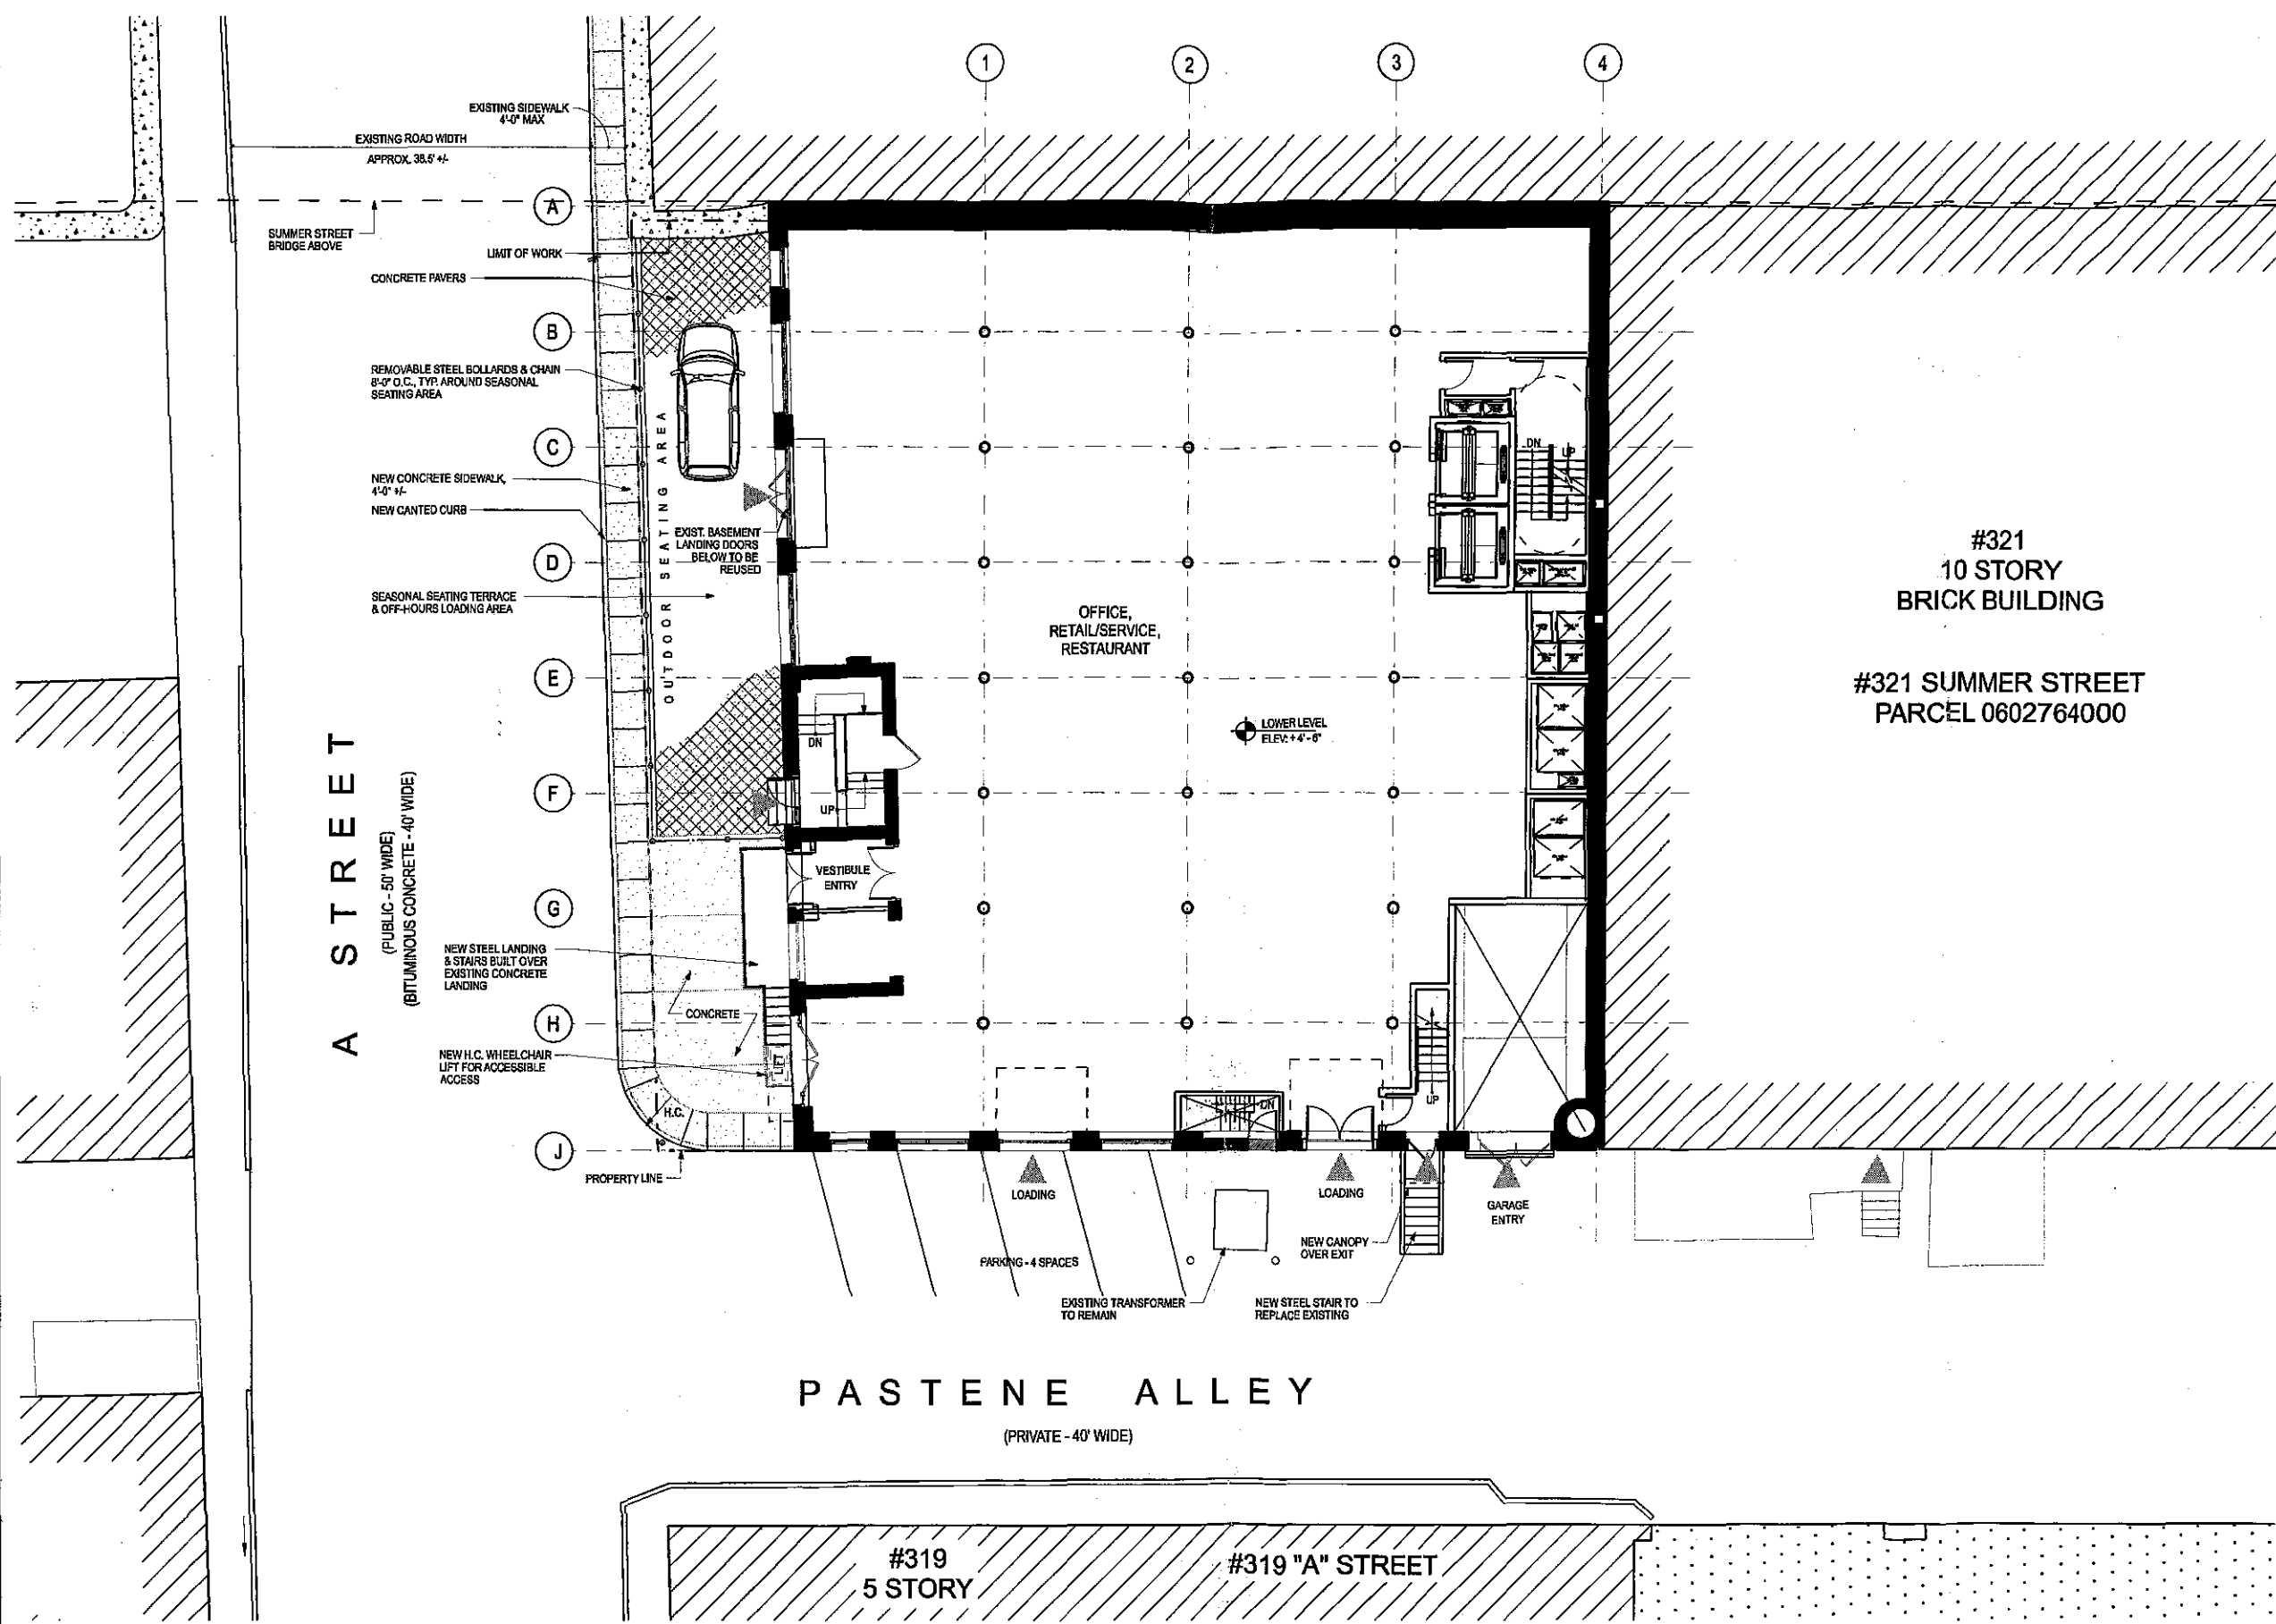 1
2
3
4
EXISTING SIDEWALK
4'-0" MAX
EXISTING ROAD WIDTH
APPROX. 38.5' +/-
A
SUMMER STREET
BRIDGE ABOVE
LIMIT OF WORK
CONCRETE PAVERS
B
REMOVABLE STEEL BOLLARDS & CHAIN
8'-0" O.C., TYP. AROUND SEASONAL
SEATING AREA
C
OUTDOOR SEATING AREA
DN
UP
NEW CONCRETE SIDEWALK,
4'-0" +/-
NEW CANTED CURB
EXIST. BASEMENT
LANDING DOORS
BELOW TO BE
REUSED
D
SEASONAL SEATING TERRACE
& OFF-HOURS LOADING AREA
OFFICE,
RETAIL/SERVICE,
RESTAURANT
#321
10 STORY
BRICK BUILDING
#321 SUMMER STREET
PARCEL 0602764000
E
LOWER LEVEL
ELEV: +4'-6"
DN
UP
F
A STREET
(PUBLIC - 50' WIDE)
(BITUMINOUS CONCRETE - 40' WIDE)
VESTIBULE
ENTRY
G
NEW STEEL LANDING
& STAIRS BUILT OVER
EXISTING CONCRETE
LANDING
CONCRETE
H
NEW H.C. WHEELCHAIR
LIFT FOR ACCESSIBLE
ACCESS
LIFT
H.C.
DN
UP
J
PROPERTY LINE
LOADING
LOADING
GARAGE
ENTRY
NEW CANOPY
OVER EXIT
PARKING - 4 SPACES
EXISTING TRANSFORMER
TO REMAIN
NEW STEEL STAIR TO
REPLACE EXISTING
PASTENE ALLEY
(PRIVATE - 40' WIDE)
#319
5 STORY
#319 "A" STREET